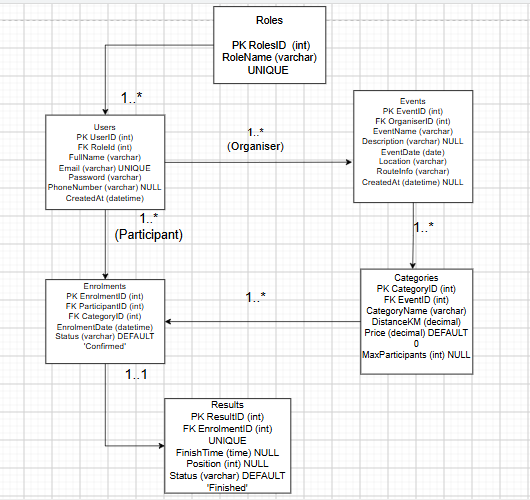 Roles
PK RolesID (int)
RoleName (varchar)
UNIQUE
1..*
Users
PK UserID (int)
FK RoleId (int)
FullName (varchar)
Email (varchar) UNIQUE
Password (varchar)
PhoneNumber (varchar) NULL
CreatedAt (datetime)
1..*
(Organiser)
Events
PK EventID (int)
FK OrganiserID (int)
EventName (varchar)
Description (varchar) NULL
EventDate (date)
Location (varchar)
RouteInfo (varchar)
CreatedAt (datetime) NULL
1..*
(Participant)
1..*
Enrolments
PK EnrolmentID (int)
FK ParticipantID (int)
FK CategoryID (int)
EnrolmentDate (datetime)
Status (varchar) DEFAULT
'Confirmed'
1..*
Categories
PK CategoryID (int)
FK EventID (int)
CategoryName (varchar)
DistanceKM (decimal)
Price (decimal) DEFAULT
0
MaxParticipants (int) NULL
1..1
Results
PK ResultID (int)
FK EnrolmentID (int)
UNIQUE
FinishTime (time) NULL
Position (int) NULL
Status (varchar) DEFAULT
'Finished'